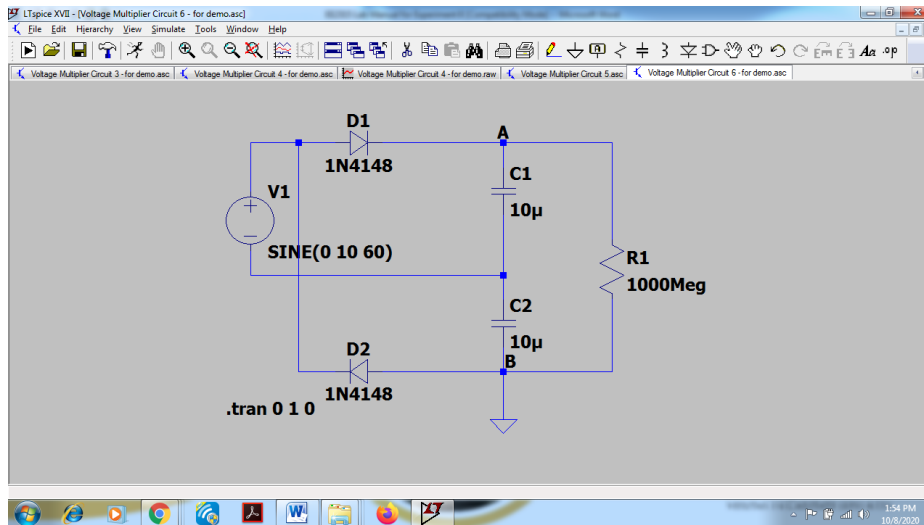 LTspice XVII - [Voltage Multiplier Circuit 6 - for demo.asc]
File Edit Hierarchy View Simulate Tools Window Help
Aa .op
Voltage Multiplier Circuit 3 - for demo.asc Voltage Multiplier Circuit 4 - for demo.asc Voltage Multiplier Circuit 4 - for demo.raw Voltage Multiplier Circuit 5.asc Voltage Multiplier Circuit 6 - for demo.asc
D1
A
1N4148
C1
V1
10µ
SINE(0 10 60)
R1
1000Meg
C2
10µ
D2
B
1N4148
.tran 0 1 0
W
1:54 PM
10/8/2020